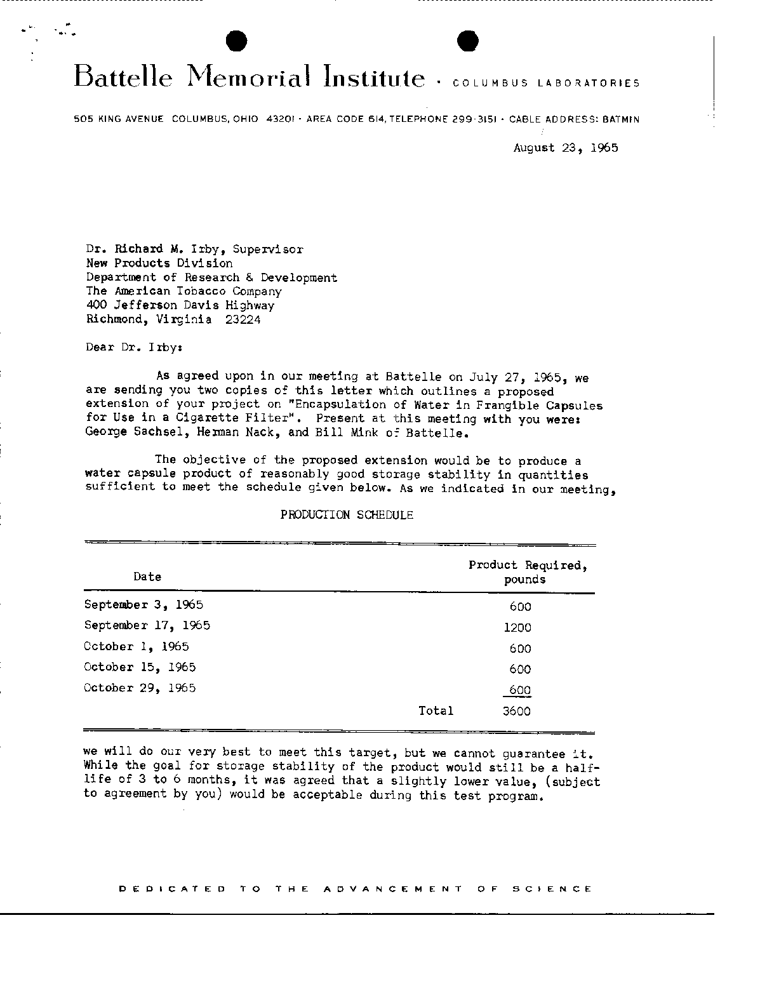 Battelle Memorial Institute · COLUMBUS LABORATORIES
505 KING AVENUE COLUMBUS, OHIO 43201 · AREA CODE 614, TELEPHONE 299-3151 · CABLE ADDRESS: BATMIN
August 23, 1965
Dr. Richard M. Irby, Supervisor
New Products Division
Department of Research & Development
The American Tobacco Company
400 Jefferson Davis Highway
Richmond, Virginia 23224
Dear Dr. Irby:
As agreed upon in our meeting at Battelle on July 27, 1965, we
are sending you two copies of this letter which outlines a proposed
extension of your project on "Encapsulation of Water in Frangible Capsules
for Use in a Cigarette Filter". Present at this meeting with you were:
George Sachsel, Herman Nack, and Bill Mink of Battelle.
The objective of the proposed extension would be to produce a
water capsule product of reasonably good storage stability in quantities
sufficient to meet the schedule given below. As we indicated in our meeting,
PRODUCTION SCHEDULE
Product Required,
Date pounds
September 3, 1965 600
September 17, 1965 1200
October 1, 1965 600
October 15, 1965 600
October 29, 1965 600
Total 3600
we will do our very best to meet this target, but we cannot guarantee it.
While the goal for storage stability of the product would still be a half-
life of 3 to 6 months, it was agreed that a slightly lower value, (subject
to agreement by you) would be acceptable during this test program.
DEDICATED TO THE ADVANCEMENT OF SCIENCE